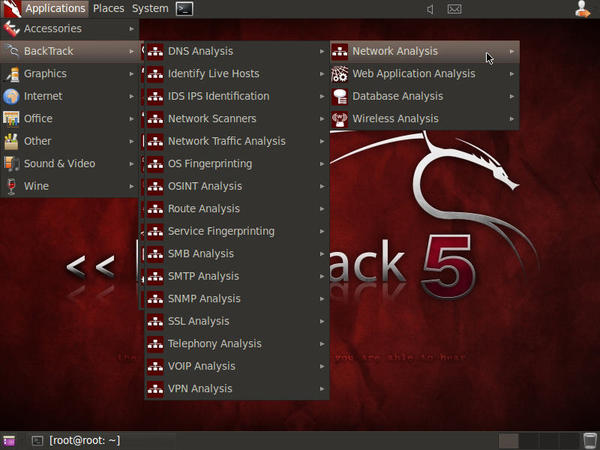 Applications Places System
Accessories
BackTrack
Graphics
Internet
Office
Other
Sound & Video
Wine
DNS Analysis
Identify Live Hosts
IDS IPS Identification
Network Scanners
Network Traffic Analysis
OS Fingerprinting
OSINT Analysis
Route Analysis
Service Fingerprinting
SMB Analysis
SMTP Analysis
SNMP Analysis
SSL Analysis
Telephony Analysis
VOIP Analysis
VPN Analysis
Network Analysis
Web Application Analysis
Database Analysis
Wireless Analysis
<< ack 5
the you are able to hear
[root@root: ~]